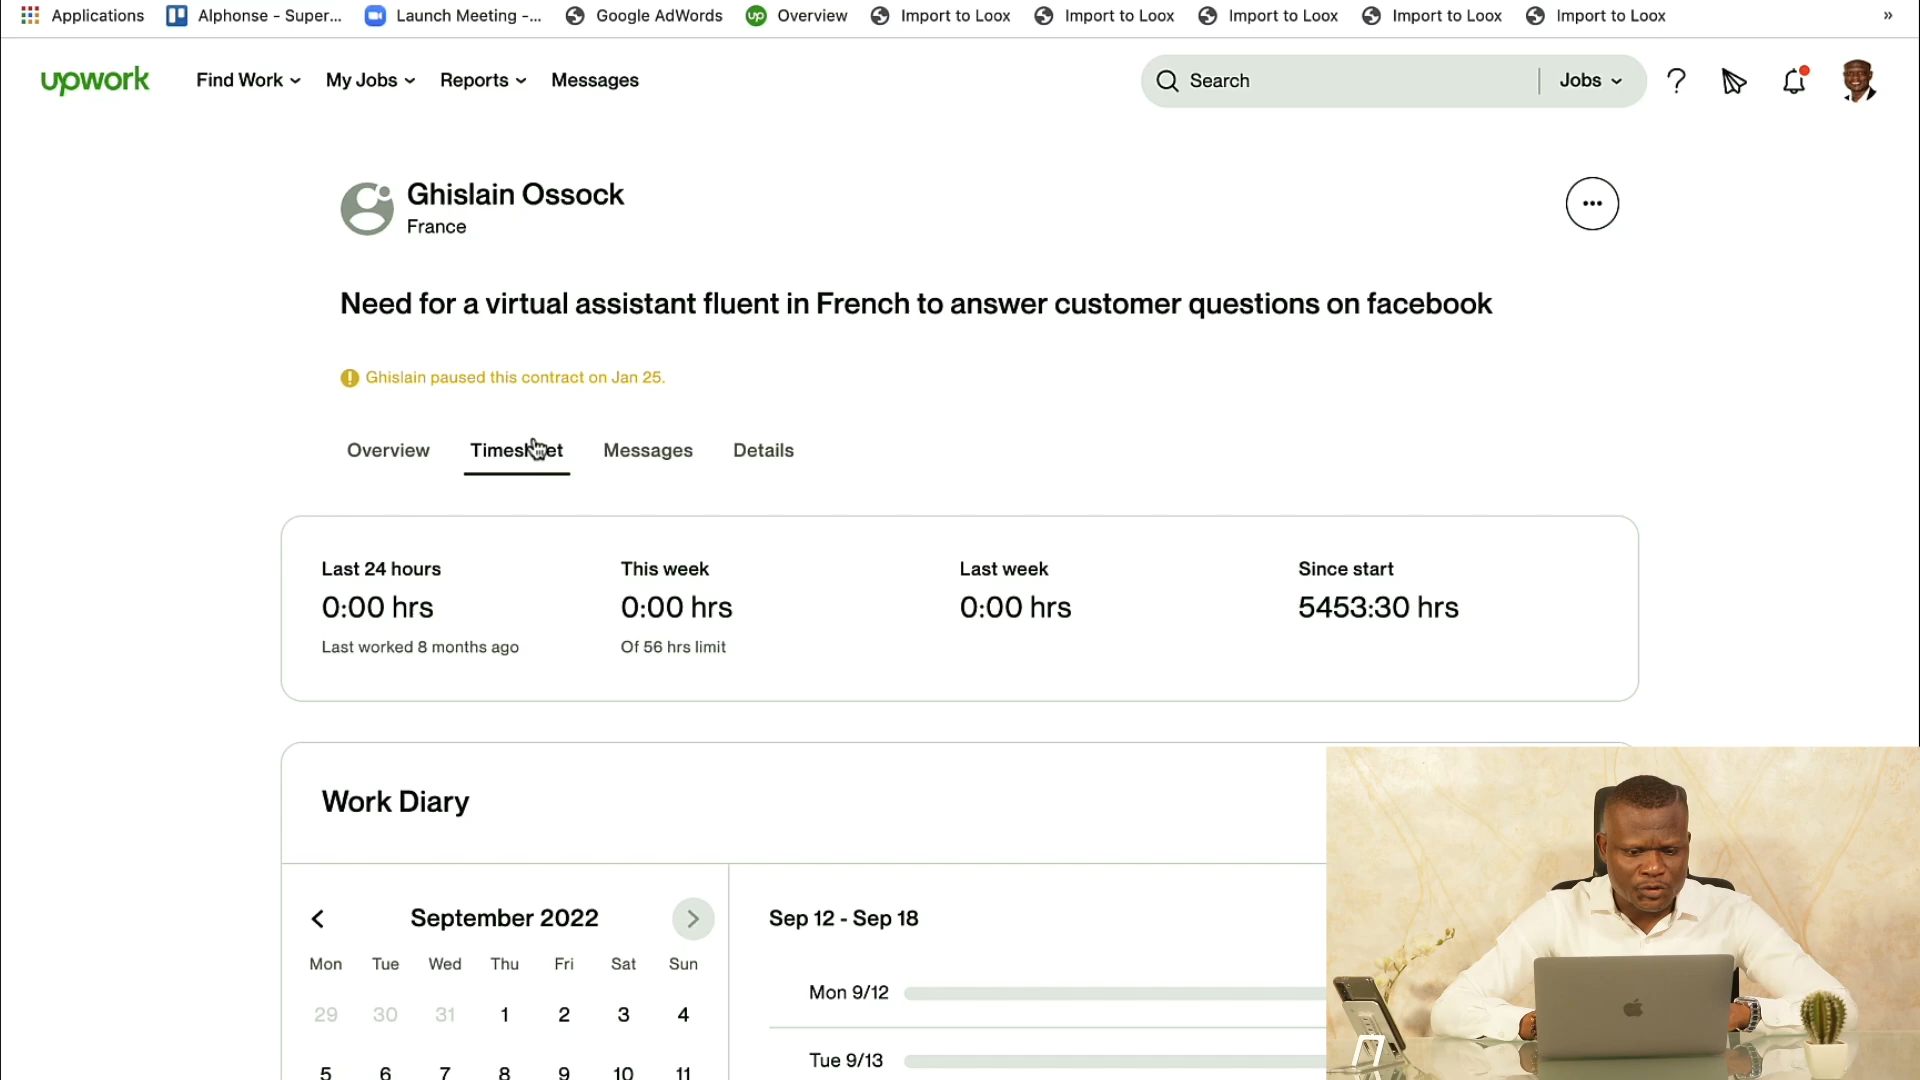 Applications Alphonse - Super... Launch Meeting -... Google AdWords up Overview Import to Loox Import to Loox Import to Loox Import to Loox Import to Loox »
upwork Find Work My Jobs Reports Messages Search Jobs ?
Ghislain Ossock
France
Need for a virtual assistant fluent in French to answer customer questions on facebook
Ghislain paused this contract on Jan 25.
Overview Timesheet Messages Details
Last 24 hours This week Last week Since start
0:00 hrs 0:00 hrs 0:00 hrs 5453:30 hrs
Last worked 8 months ago Of 56 hrs limit
Work Diary
September 2022 Sep 12 - Sep 18
Mon Tue Wed Thu Fri Sat Sun
Mon 9/12
29 30 31 1 2 3 4
Tue 9/13
5 6 7 8 9 10 11